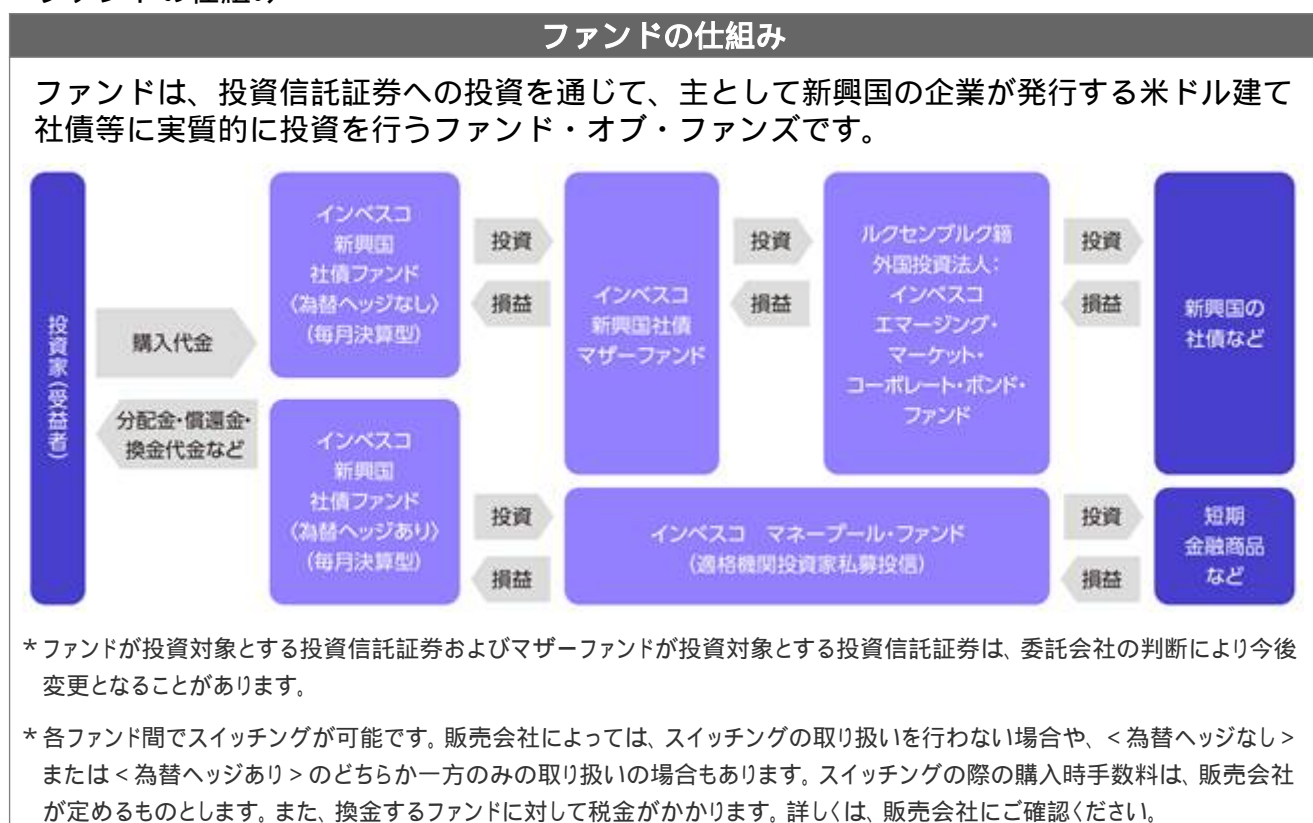 ファンドの仕組み
ファンドの仕組み
ファンドは、投資信託証券への投資を通じて、主として新興国の企業が発行する米ドル建て
社債等に実質的に投資を行うファンド・オブ・ファンズです。
投資家(受益者)
購入代金
分配金・償還金・
換金代金など
インベスコ
新興国
社債ファンド
〈為替ヘッジなし〉
(毎月決算型)
インベスコ
新興国
社債ファンド
〈為替ヘッジあり〉
(毎月決算型)
投資
損益
投資
損益
インベスコ
新興国社債
マザーファンド
投資
損益
ルクセンブルク籍
外国投資法人:
インベスコ
エマージング・
マーケット・
コーポレート・ボンド・
ファンド
インベスコ マネープール・ファンド
(適格機関投資家私募投信)
投資
損益
投資
損益
新興国の
社債など
短期
金融商品
など
*ファンドが投資対象とする投資信託証券およびマザーファンドが投資対象とする投資信託証券は、委託会社の判断により今後
変更となることがあります。
*各ファンド間でスイッチングが可能です。販売会社によっては、スイッチングの取り扱いを行わない場合や、<為替ヘッジなし>
または<為替ヘッジあり>のどちらか一方のみの取り扱いの場合もあります。スイッチングの際の購入時手数料は、販売会社
が定めるものとします。また、換金するファンドに対して税金がかかります。詳しくは、販売会社にご確認ください。